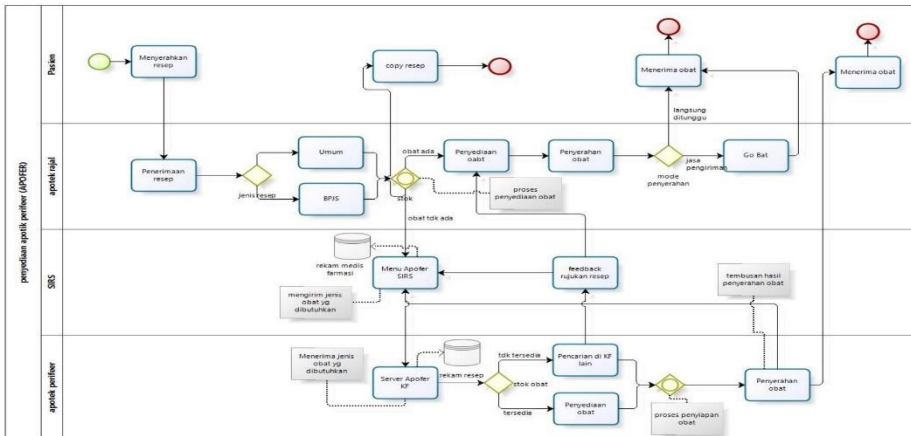 penyediaan apotik perifeer (APOFER)
Pasien
Menyerahkan
resep
copy resep
Menerima obat
Menerima obat
langsung
ditunggu
apotek rajal
Penerimaan
resep
jenis resep
Umum
BPJS
stok
obat ada
obat tdk ada
Penyediaan
oabt
Penyerahan
obat
proses
penyediaan obat
mode
penyerahan
jasa
pengiriman
Go Bat
SIRS
rekam medis
farmasi
Menu Apofer
SIRS
mengirim jenis
obat yg
dibutuhkan
feedback
rujukan resep
tembusan hasil
penyerahan obat
apotek perifeer
Menerima jenis
obat yg
dibutuhkan
Server Apofer
KF
rekam resep
tdk tersedia
stok obat
tersedia
Pencarian di KF
lain
Penyediaan
obat
proses penyiapan
obat
Penyerahan
obat